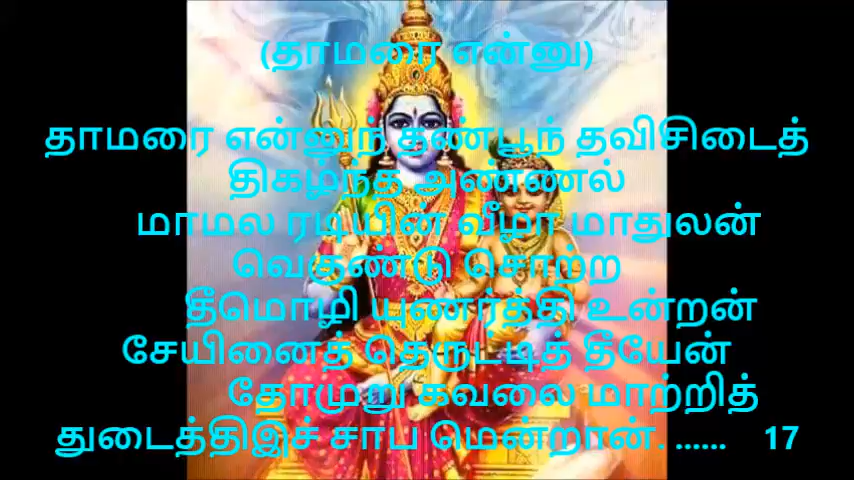 (தாமரை என்னு)
தாமரை என்னுந் தண்பூந் தவிசிடைத்
திகழ்ந்த அண்ணல்
மாமல ரடியின் வீழா மாதுலன்
வெகுண்டு சொற்ற
தீமொழி யுணர்த்தி உன்றன்
சேயினைத் தெருட்டித் தீயேன்
தோமுறு கவலை மாற்றித்
துடைத்திஇச் சாப மென்றான். ...... 17